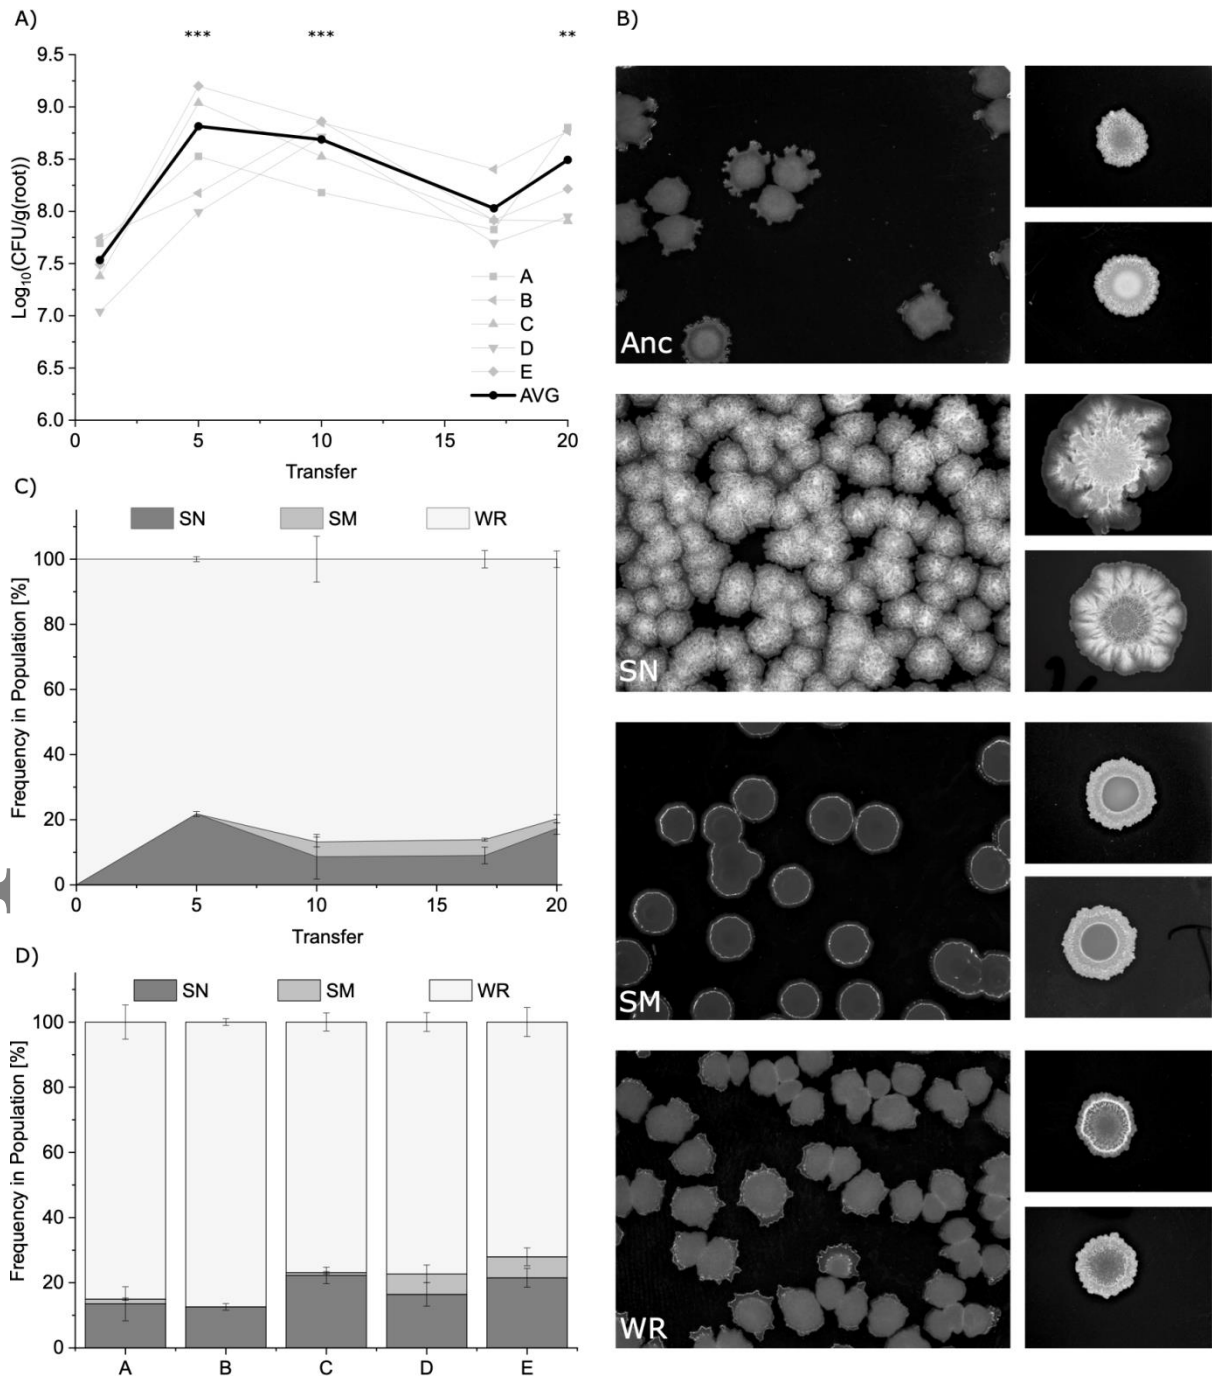 A)
*** *** **
9.5
9.0
8.5
8.0
7.5
7.0
6.5
6.0
Log10(CFU/g(root))
0 5 10 15 20
Transfer
A
B
C
D
E
AVG
B)
Anc
SN
SM
WR
C)
SN SM WR
100
80
60
40
20
0
Frequency in Population [%]
0 5 10 15 20
Transfer
D)
SN SM WR
100
80
60
40
20
0
Frequency in Population [%]
A B C D E